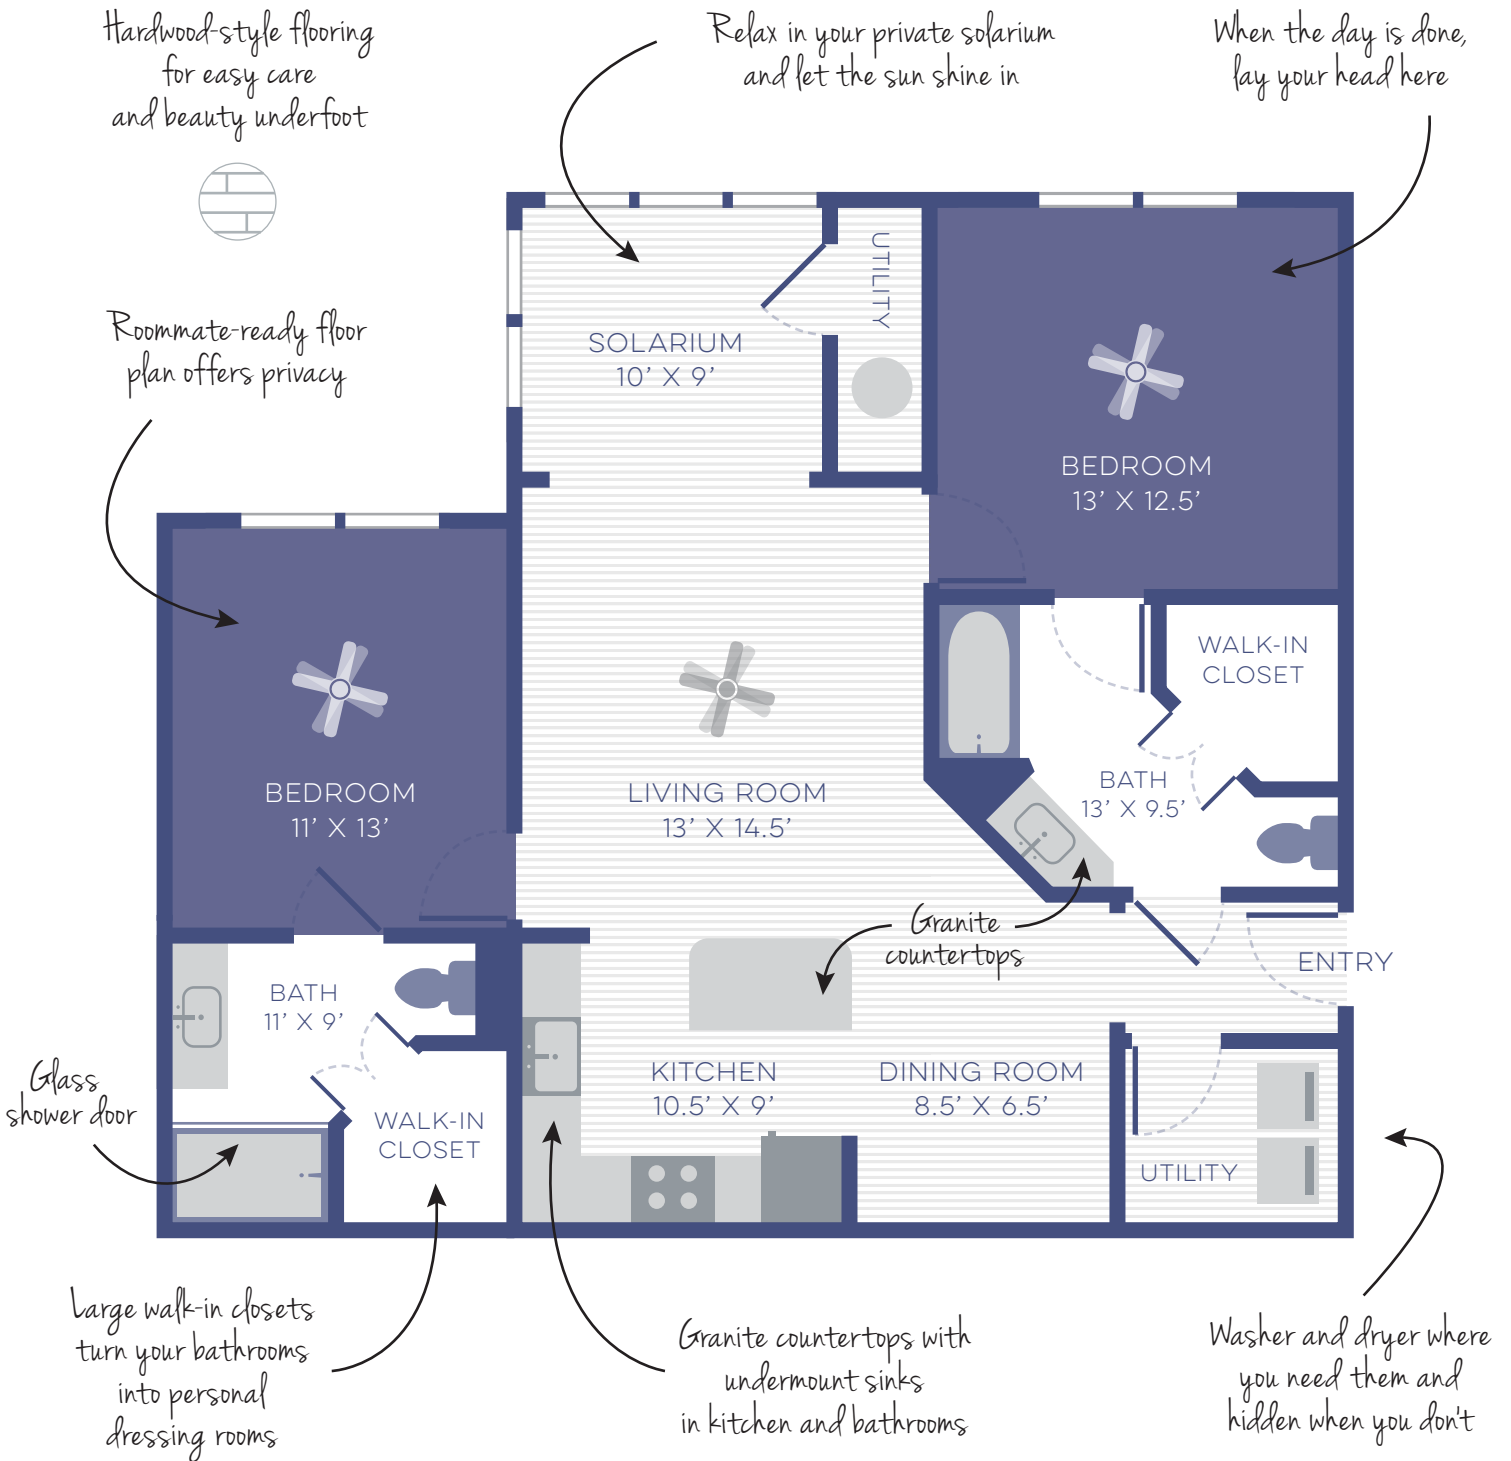 Hardwood-style flooring
for easy care
and beauty underfoot
Relax in your private solarium
and let the sun shine in
When the day is done,
lay your head here
Roommate-ready floor
plan offers privacy
UTILITY
SOLARIUM
10' X 9'
BEDROOM
13' X 12.5'
WALK-IN
CLOSET
BEDROOM
11' X 13'
LIVING ROOM
13' X 14.5'
BATH
13' X 9.5'
Granite
countertops
ENTRY
BATH
11' X 9'
Glass
shower door
WALK-IN
CLOSET
KITCHEN
10.5' X 9'
DINING ROOM
8.5' X 6.5'
UTILITY
Large walk-in closets
turn your bathrooms
into personal
dressing rooms
Granite countertops with
undermount sinks
in kitchen and bathrooms
Washer and dryer where
you need them and
hidden when you don't